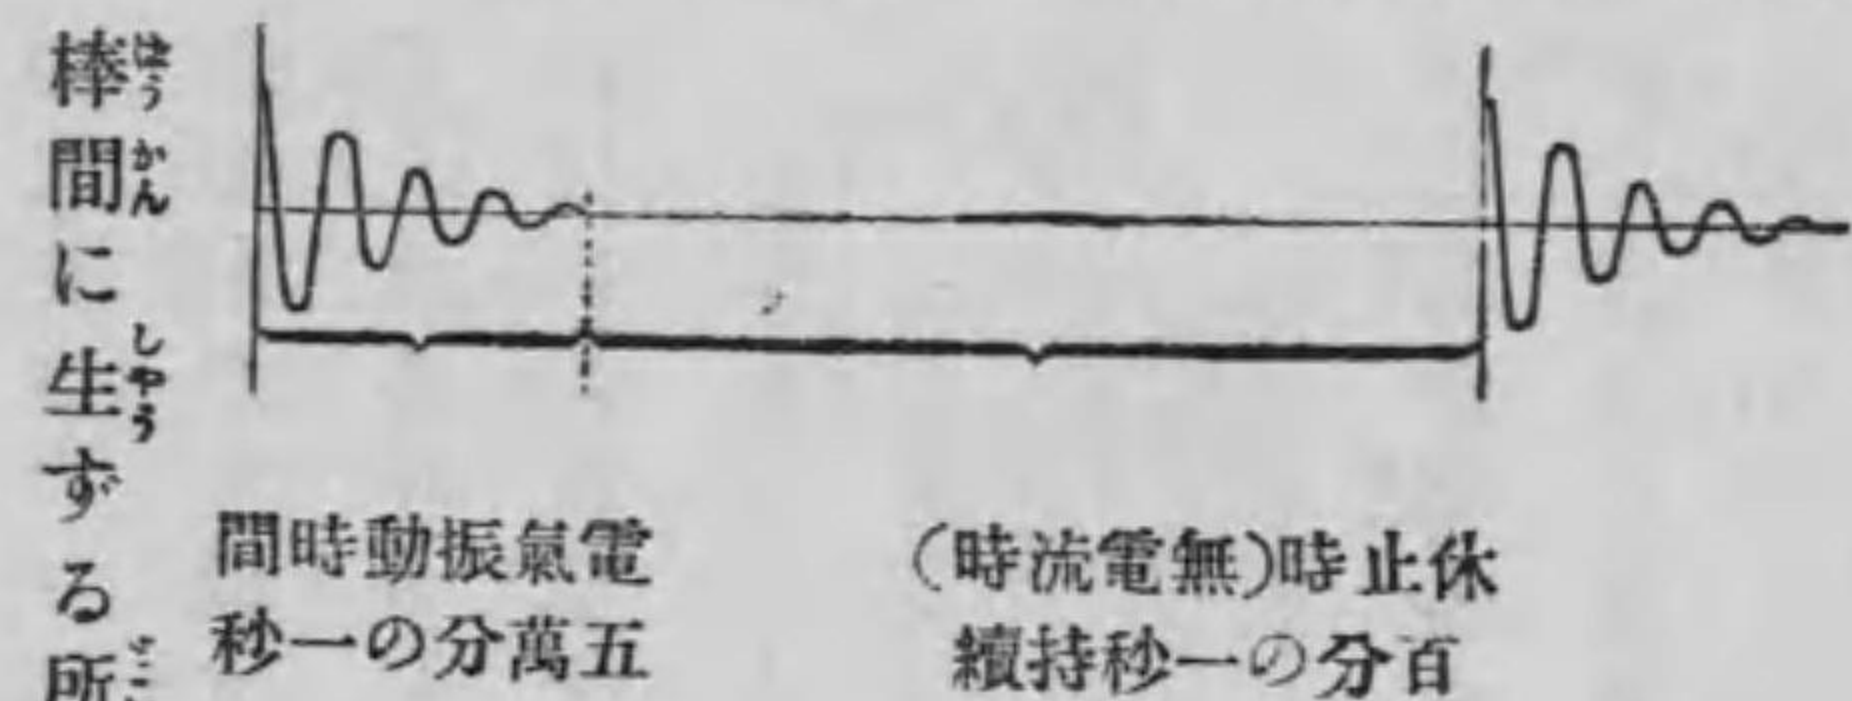 棒間に生ずる所
電氣振動時間
五萬分の一秒
休止時(無電流時)
百分の一秒持續